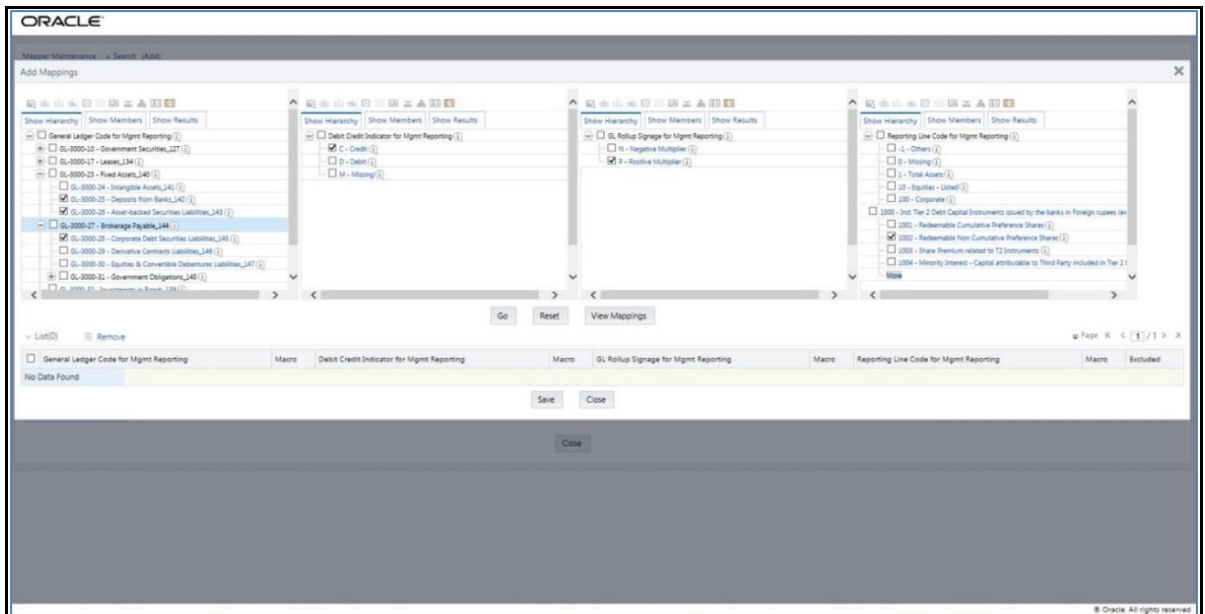 ORACLE
Mapper Maintenance » Search (Add)
Add Mappings
Show Hierarchy Show Members Show Results
General Ledger Code for Mgmt Reporting
GL-3000-10 - Government Securities_127
GL-3000-17 - Leases_134
GL-3000-23 - Fixed Assets_140
GL-3000-24 - Intangible Assets_141
GL-3000-25 - Deposits from Banks_142
GL-3000-26 - Asset-backed Securities Liabilities_143
GL-3000-27 - Brokerage Payable_144
GL-3000-28 - Corporate Debt Securities Liabilities_145
GL-3000-29 - Derivative Contracts Liabilities_146
GL-3000-30 - Equities & Convertible Debentures Liabilities_147
GL-3000-31 - Government Obligations_148
GL-3000-32 - Investments in Bonds_139
Show Hierarchy Show Members Show Results
Debit Credit Indicator for Mgmt Reporting
C - Credit
D - Debit
M - Missing
Show Hierarchy Show Members Show Results
GL Rollup Signage for Mgmt Reporting
N - Negative Multiplier
P - Positive Multiplier
Show Hierarchy Show Members Show Results
Reporting Line Code for Mgmt Reporting
-1 - Others
0 - Missing
1 - Total Assets
10 - Equities - Listed
100 - Corporate
1000 - Ind: Tier 2 Debt Capital Instruments issued by the banks in Foreign rupees
1001 - Redeemable Cumulative Preference Shares
1002 - Redeemable Non Cumulative Preference Shares
1003 - Share Premium related to T2 Instruments
1004 - Minority Interest - Capital attributable to Third Party included in Tier 2
More
Go Reset View Mappings
List(0) Remove Page 1 / 1
General Ledger Code for Mgmt Reporting Macro Debit Credit Indicator for Mgmt Reporting Macro GL Rollup Signage for Mgmt Reporting Macro Reporting Line Code for Mgmt Reporting Macro Excluded
No Data Found
Save Close
Close
© Oracle. All rights reserved